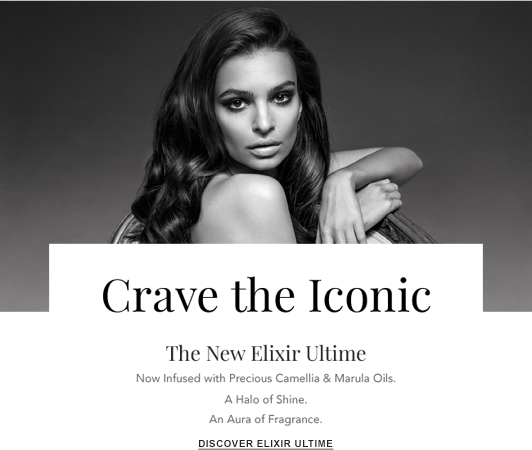 Crave the Iconic
The New Elixir Ultime
Now Infused with Precious Camellia & Marula Oils.
A Halo of Shine.
An Aura of Fragrance.
DISCOVER ELIXIR ULTIME